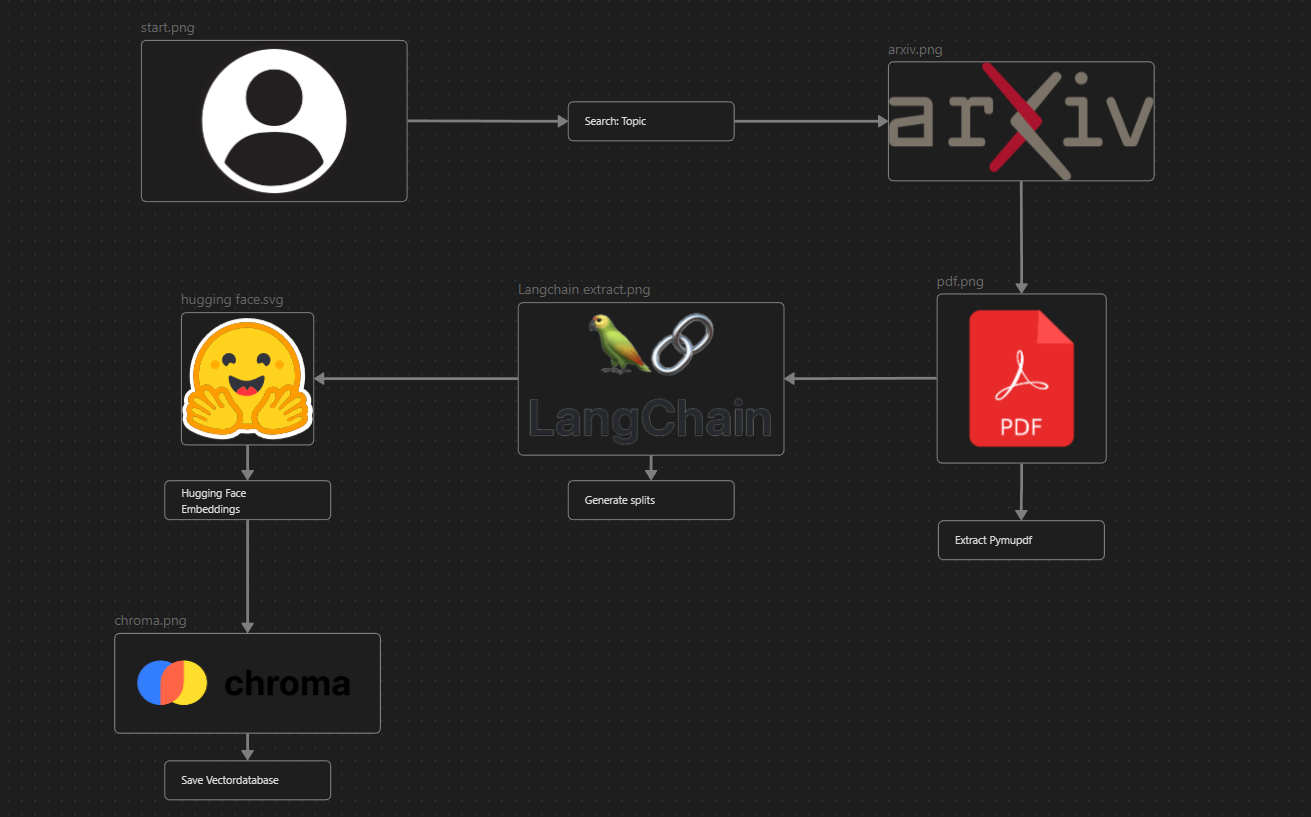 start.png
arxiv.png
Search: Topic
arXiv
hugging face.svg
Langchain extract.png
pdf.png
LangChain
PDF
Hugging Face
Embeddings
Generate splits
Extract Pymupdf
chroma.png
chroma
Save Vectordatabase